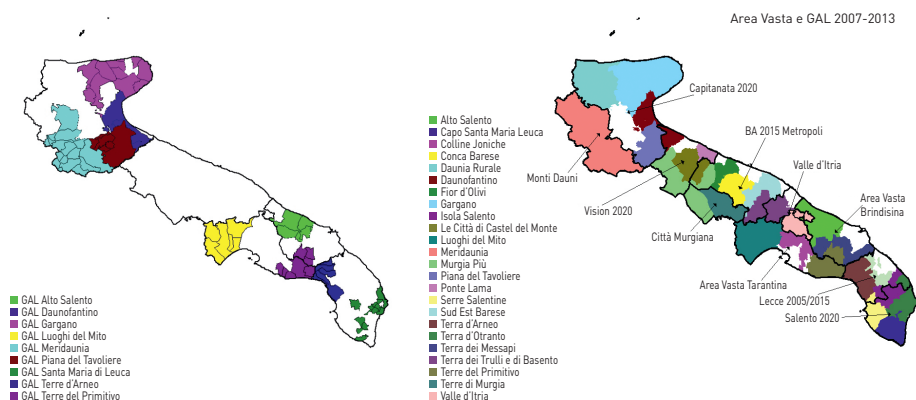 Area Vasta e GAL 2007-2013
GAL Alto Salento
GAL Daunofantino
GAL Gargano
GAL Luoghi del Mito
GAL Meridaunia
GAL Piana del Tavoliere
GAL Santa Maria di Leuca
GAL Terre d'Arneo
GAL Terre del Primitivo
Alto Salento
Capo Santa Maria Leuca
Colline Joniche
Conca Barese
Daunia Rurale
Daunofantino
Fior d'Olivi
Gargano
Isola Salento
Le Città di Castel del Monte
Luoghi del Mito
Meridaunia
Murgia Più
Piana del Tavoliere
Ponte Lama
Serre Salentine
Sud Est Barese
Terra d'Arneo
Terra d'Otranto
Terra dei Messapi
Terra dei Trulli e di Basento
Terre del Primitivo
Terre di Murgia
Valle d'Itria
Capitanata 2020
BA 2015 Metropoli
Valle d'Itria
Monti Dauni
Vision 2020
Area Vasta
Brindisina
Città Murgiana
Area Vasta Tarantina
Lecce 2005/2015
Salento 2020